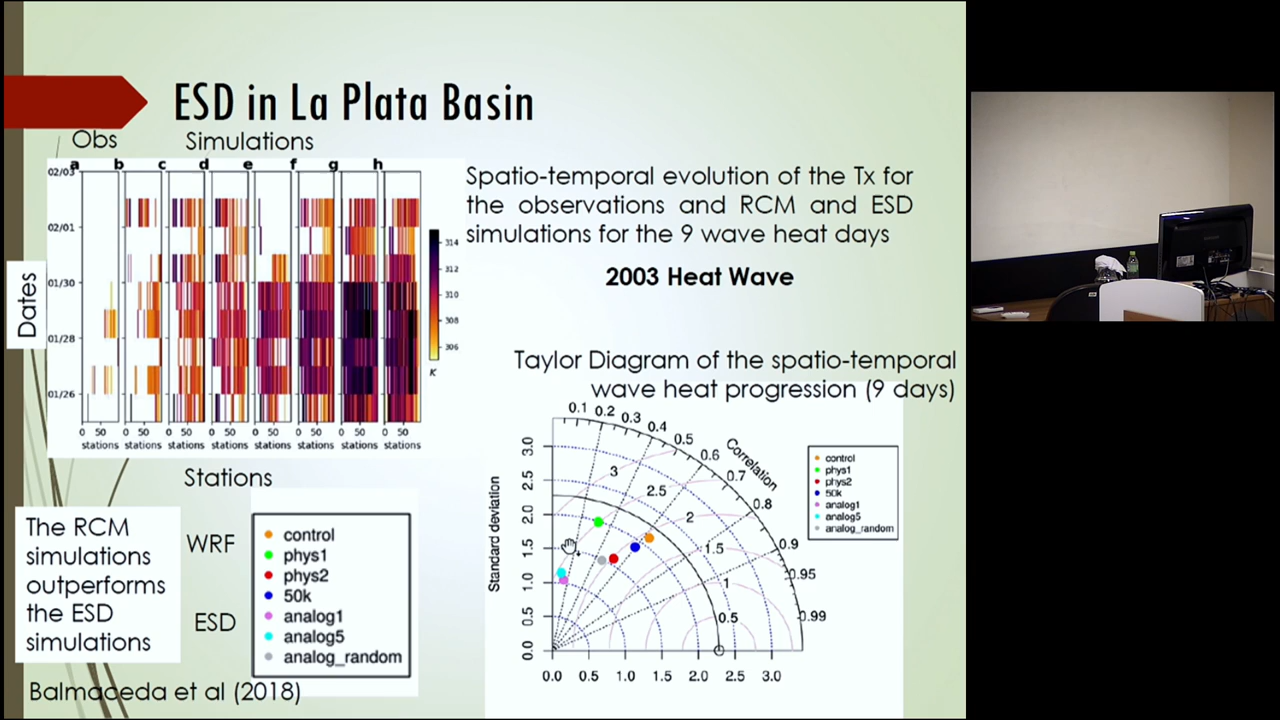 ESD in La Plata Basin
Obs
Simulations
a b c d e f g h
02/03
02/01
01/30
01/28
01/26
Dates
0 50 0 50 0 50 0 50 0 50 0 50 0 50 0 50
stations stations stations stations stations stations stations stations
314
312
310
308
306
K
Stations
Spatio-temporal evolution of the Tx for
the observations and RCM and ESD
simulations for the 9 wave heat days
2003 Heat Wave
Taylor Diagram of the spatio-temporal
wave heat progression (9 days)
0.1 0.2 0.3 0.4 0.5 0.6 0.7 0.8 0.9 0.95 0.99
Correlation
Standard deviation
3.0
2.5
2.0
1.5
1.0
0.5
0.0
3
2.5
2
1.5
1
0.5
0.0 0.5 1.0 1.5 2.0 2.5 3.0
control
phys1
phys2
50k
analog1
analog5
analog_random
The RCM
simulations
outperforms
the ESD
simulations
WRF
ESD
control
phys1
phys2
50k
analog1
analog5
analog_random
Balmaceda et al (2018)